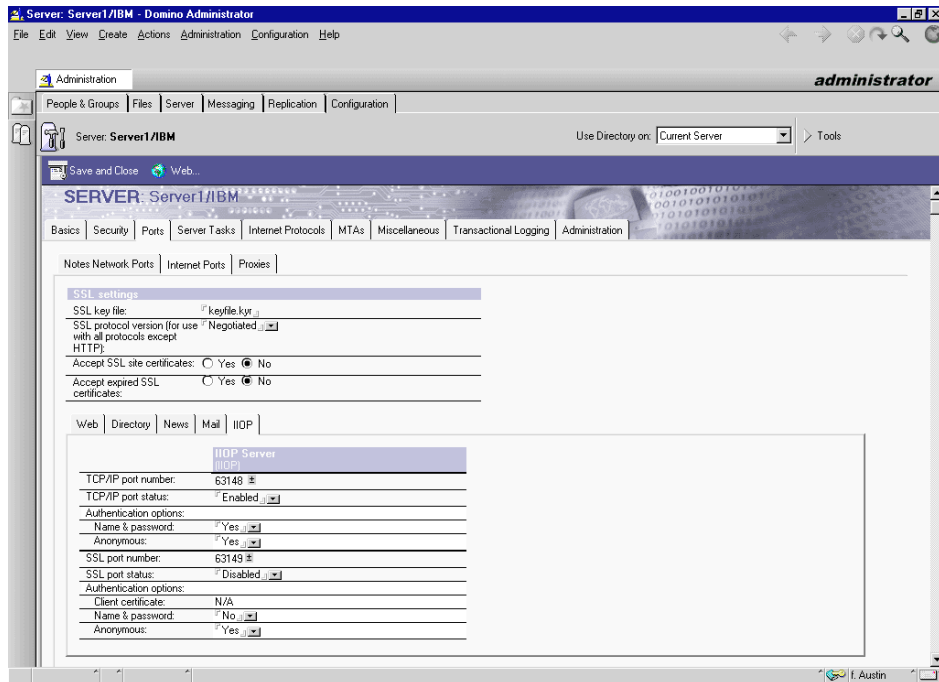 Server: Server1/IBM - Domino Administrator
File Edit View Create Actions Administration Configuration Help
Administration
administrator
People & Groups Files Server Messaging Replication Configuration
Server: Server1/IBM
Use Directory on: Current Server
Tools
Save and Close Web...
SERVER: Server1/IBM
Basics Security Ports Server Tasks Internet Protocols MTAs Miscellaneous Transactional Logging Administration
Notes Network Ports Internet Ports Proxies
SSL settings
SSL key file: keyfile.kyr
SSL protocol version (for use Negotiated
with all protocols except
HTTP):
Accept SSL site certificates: Yes No
Accept expired SSL Yes No
certificates:
Web Directory News Mail IIOP
IIOP Server
(IIOP)
TCP/IP port number: 63148
TCP/IP port status: Enabled
Authentication options:
Name & password: Yes
Anonymous: Yes
SSL port number: 63149
SSL port status: Disabled
Authentication options:
Client certificate: N/A
Name & password: No
Anonymous: Yes
f. Austin